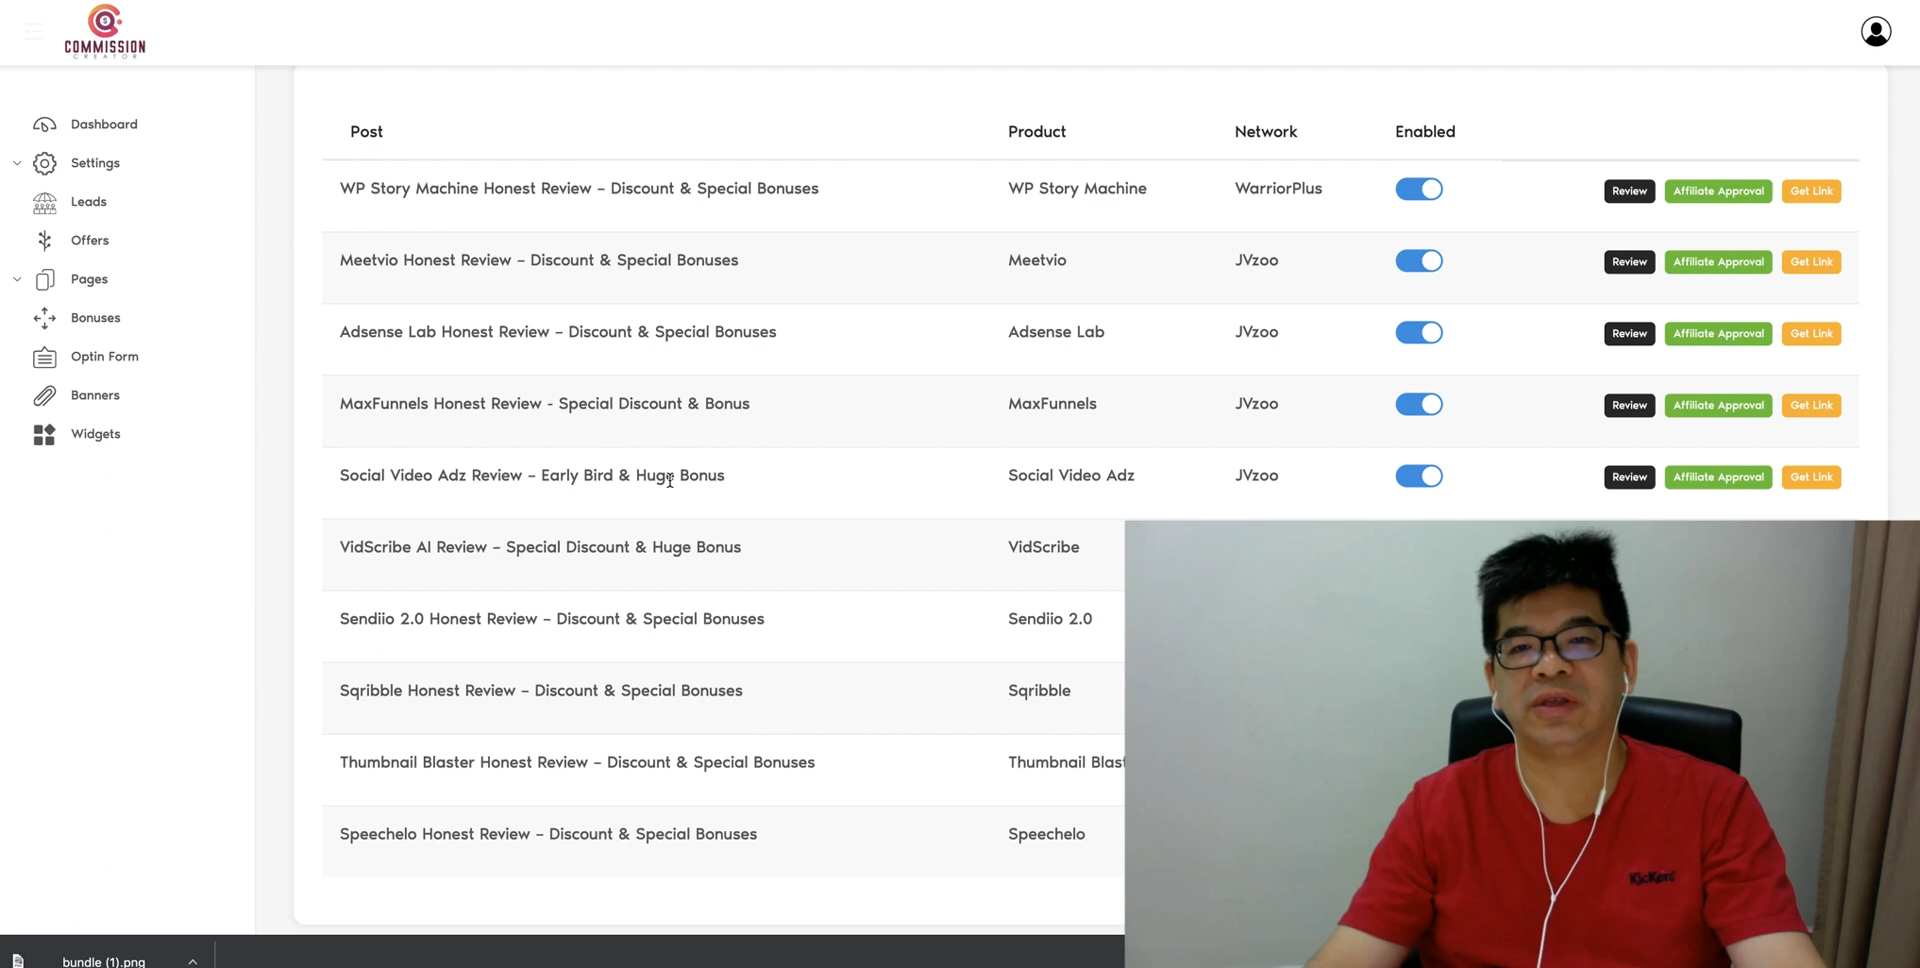 COMMISSION
CREATOR
Dashboard
Settings
Leads
Offers
Pages
Bonuses
Optin Form
Banners
Widgets
Post Product Network Enabled
WP Story Machine Honest Review – Discount & Special Bonuses WP Story Machine WarriorPlus Review Affiliate Approval Get Link
Meetvio Honest Review – Discount & Special Bonuses Meetvio JVzoo Review Affiliate Approval Get Link
Adsense Lab Honest Review – Discount & Special Bonuses Adsense Lab JVzoo Review Affiliate Approval Get Link
MaxFunnels Honest Review - Special Discount & Bonus MaxFunnels JVzoo Review Affiliate Approval Get Link
Social Video Adz Review – Early Bird & Huge Bonus Social Video Adz JVzoo Review Affiliate Approval Get Link
VidScribe AI Review – Special Discount & Huge Bonus VidScribe
Sendiio 2.0 Honest Review – Discount & Special Bonuses Sendiio 2.0
Sqribble Honest Review – Discount & Special Bonuses Sqribble
Thumbnail Blaster Honest Review – Discount & Special Bonuses Thumbnail Blast
Speechelo Honest Review – Discount & Special Bonuses Speechelo
KicKers
bundle (1).png